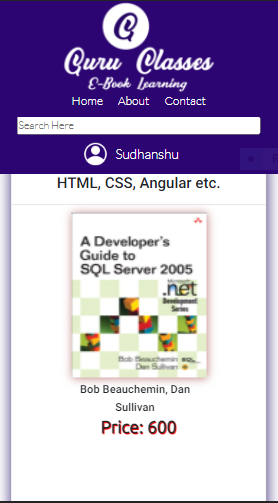 G
Guru Classes
E-Book Learning
Home About Contact
Search Here
Sudhanshu
HTML, CSS, Angular etc.
A Developer's
Guide to
SQL Server 2005
Microsoft
.net
Development
Series
Bob Beauchemin
Dan Sullivan
Bob Beauchemin, Dan
Sullivan
Price: 600